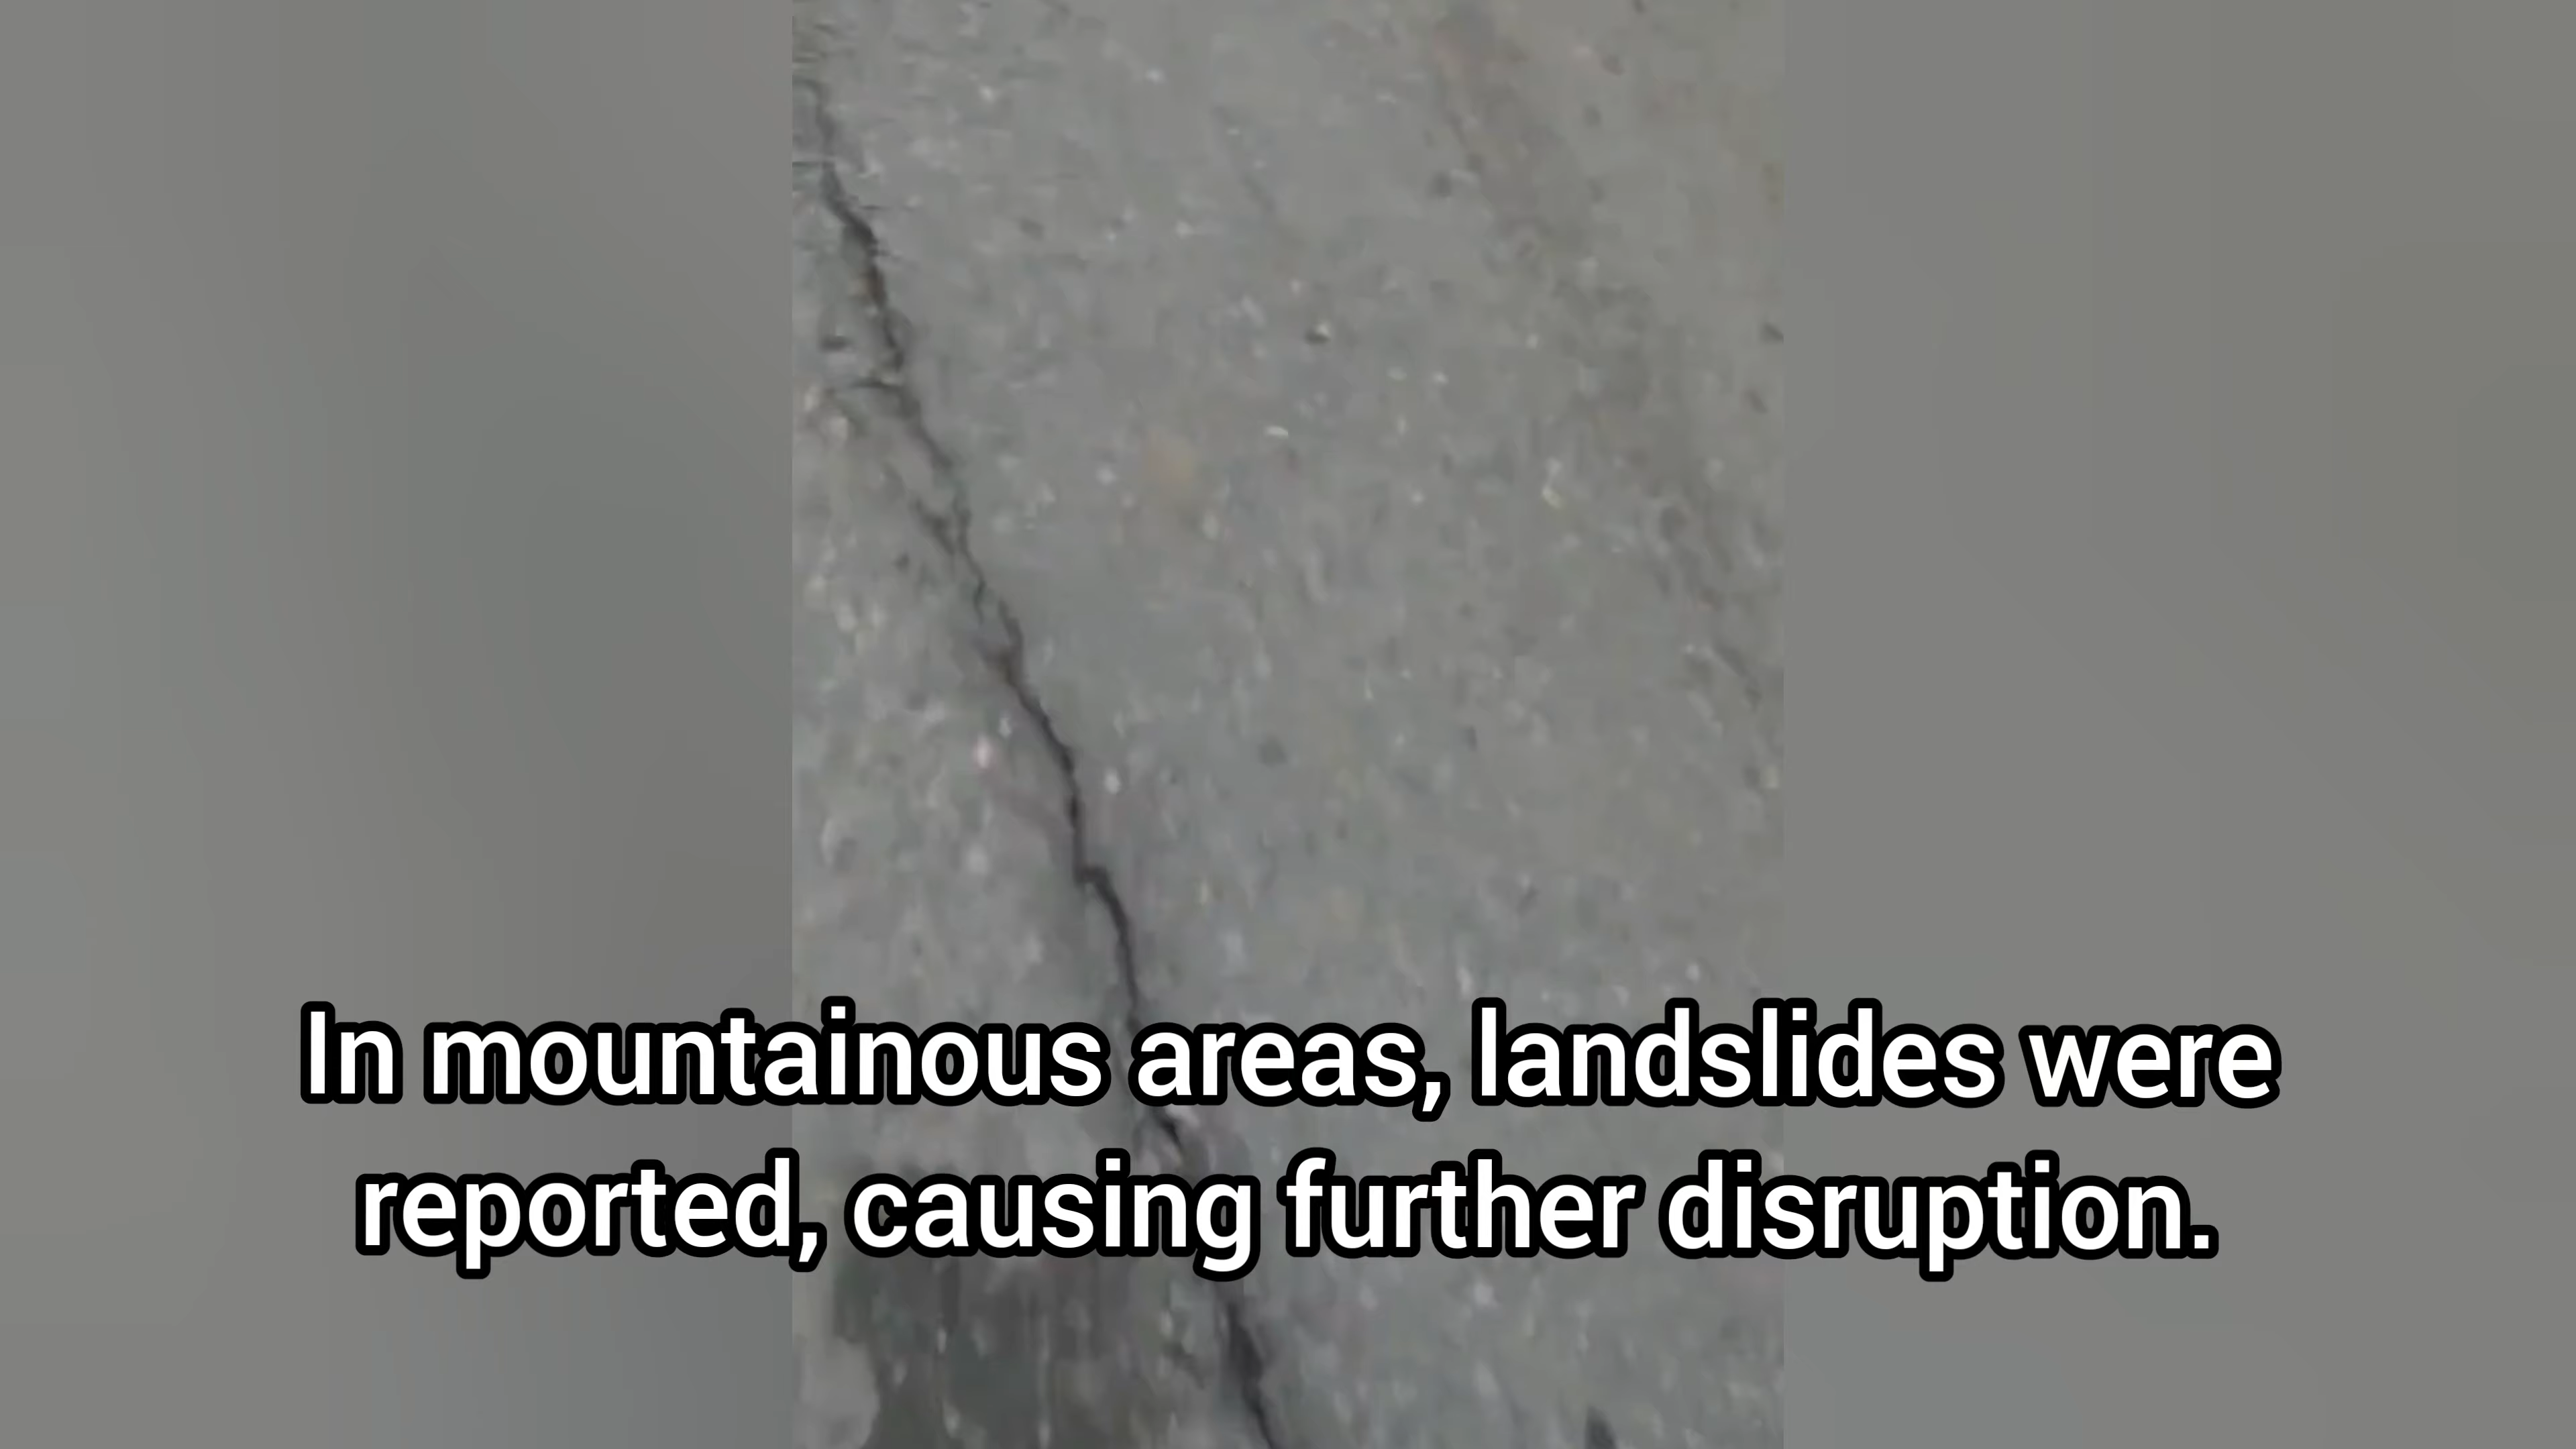 In mountainous areas, landslides were
reported, causing further disruption.